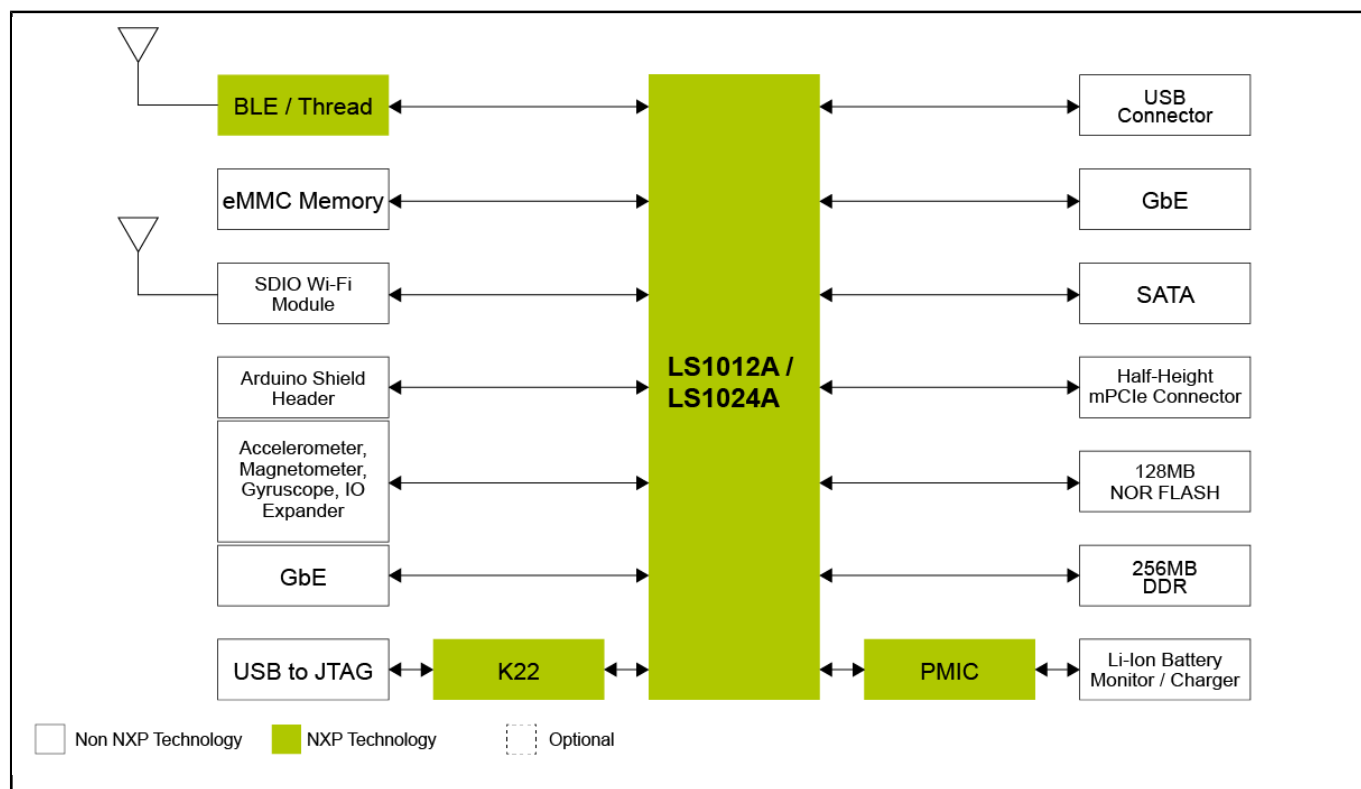 BLE / Thread
USB
Connector
eMMC Memory
GbE
SDIO Wi-Fi
Module
SATA
LS1012A /
LS1024A
Arduino Shield
Header
Half-Height
mPCIe Connector
Accelerometer,
Magnetometer,
Gyruscope, IO
Expander
128MB
NOR FLASH
GbE
256MB
DDR
USB to JTAG
K22
PMIC
Li-Ion Battery
Monitor / Charger
Non NXP Technology
NXP Technology
Optional